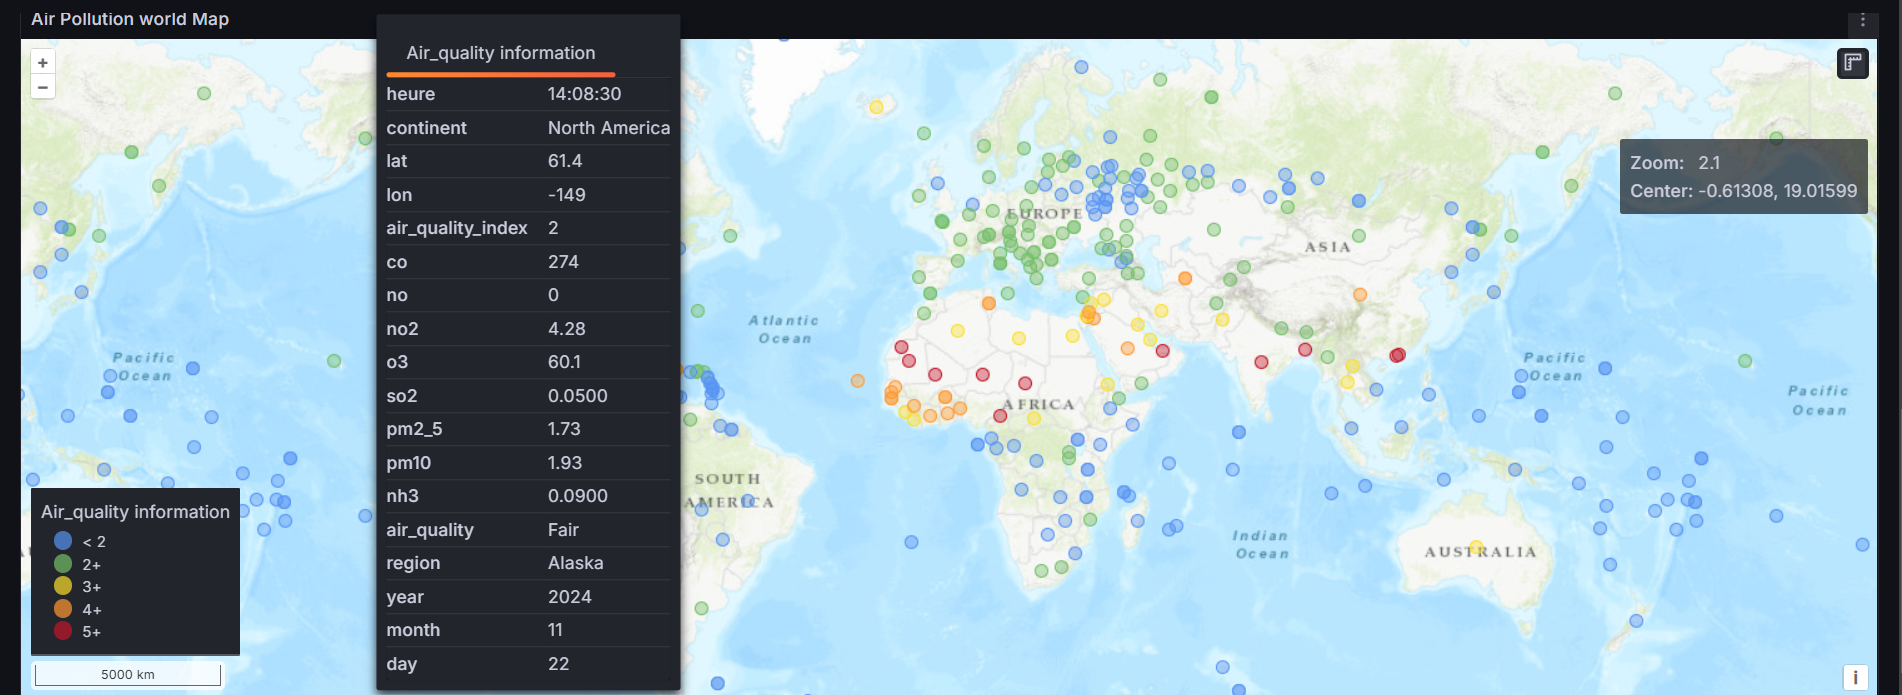 Air Pollution world Map
Air_quality information
heure 14:08:30
continent North America
lat 61.4
lon -149
air_quality_index 2
co 274
no 0
no2 4.28
o3 60.1
so2 0.0500
pm2_5 1.73
pm10 1.93
nh3 0.0900
air_quality Fair
region Alaska
year 2024
month 11
day 22
+
−
Zoom: 2.1
Center: -0.61308, 19.01599
EUROPE
ASIA
Atlantic
Ocean
Pacific
Ocean
Pacific
Ocean
Pacific
Ocean
AFRICA
SOUTH
AMERICA
Indian
Ocean
AUSTRALIA
Air_quality information
< 2
2+
3+
4+
5+
5000 km
i